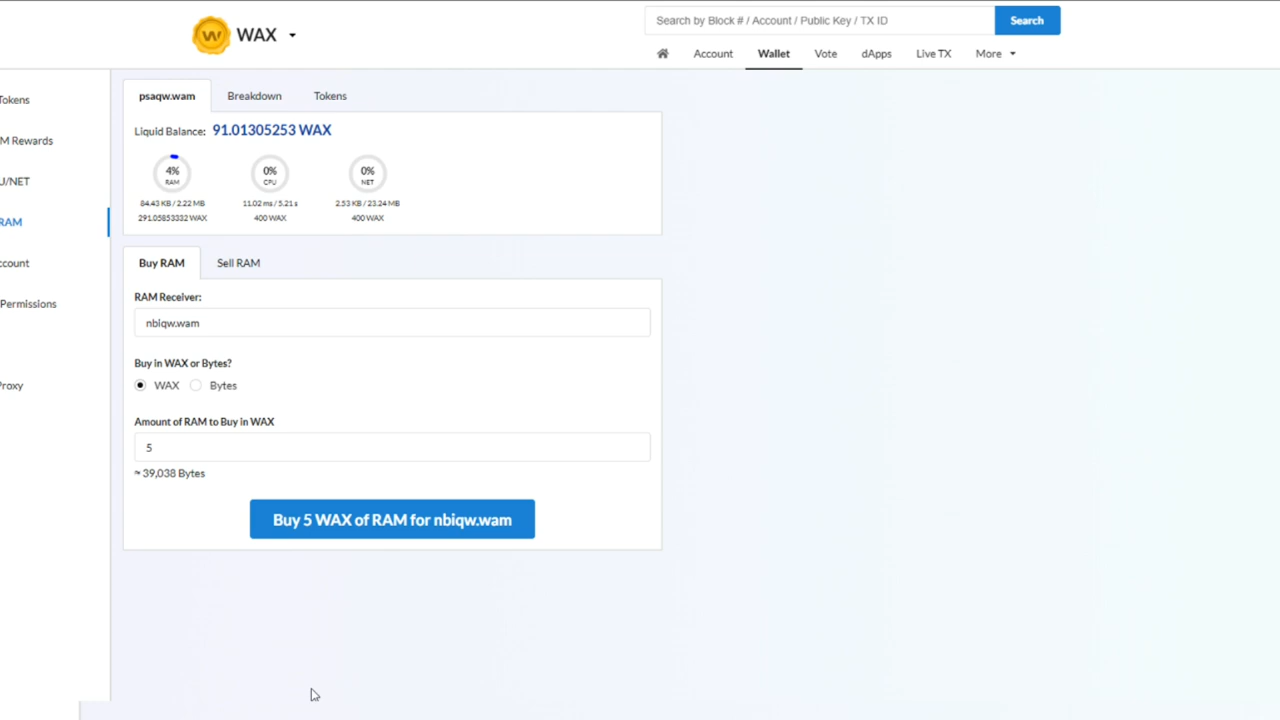 WAX
Search by Block # / Account / Public Key / TX ID
Search
Account Wallet Vote dApps Live TX More
Tokens
M Rewards
U/NET
RAM
ccount
Permissions
Proxy
psaqw.wam Breakdown Tokens
Liquid Balance: 91.01305253 WAX
4% 0% 0%
RAM CPU NET
84.43 KB / 2.22 MB 11.02 ms / 5.21 s 2.53 KB / 23.24 MB
291.05853332 WAX 400 WAX 400 WAX
Buy RAM Sell RAM
RAM Receiver:
nbiqw.wam
Buy in WAX or Bytes?
WAX Bytes
Amount of RAM to Buy in WAX
5
≈ 39,038 Bytes
Buy 5 WAX of RAM for nbiqw.wam